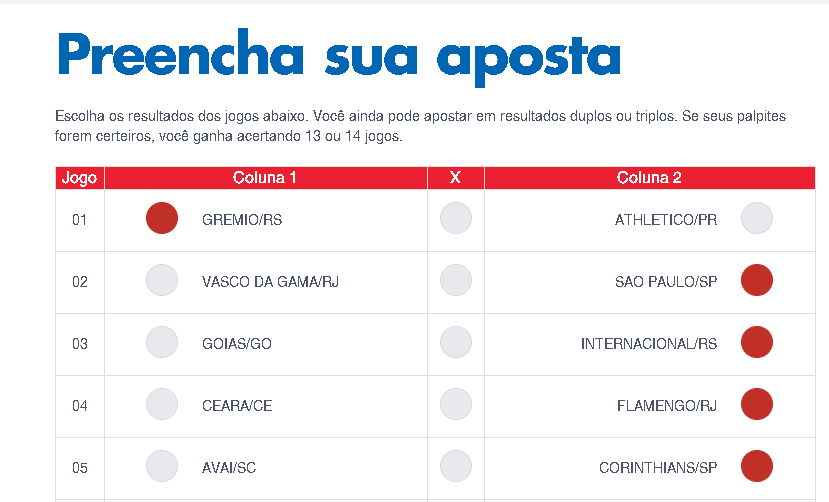 Preencha sua aposta
Escolha os resultados dos jogos abaixo. Você ainda pode apostar em resultados duplos ou triplos. Se seus palpites
forem certeiros, você ganha acertando 13 ou 14 jogos.
Jogo Coluna 1 X Coluna 2
01 GREMIO/RS ATHLETICO/PR
02 VASCO DA GAMA/RJ SAO PAULO/SP
03 GOIAS/GO INTERNACIONAL/RS
04 CEARA/CE FLAMENGO/RJ
05 AVAI/SC CORINTHIANS/SP